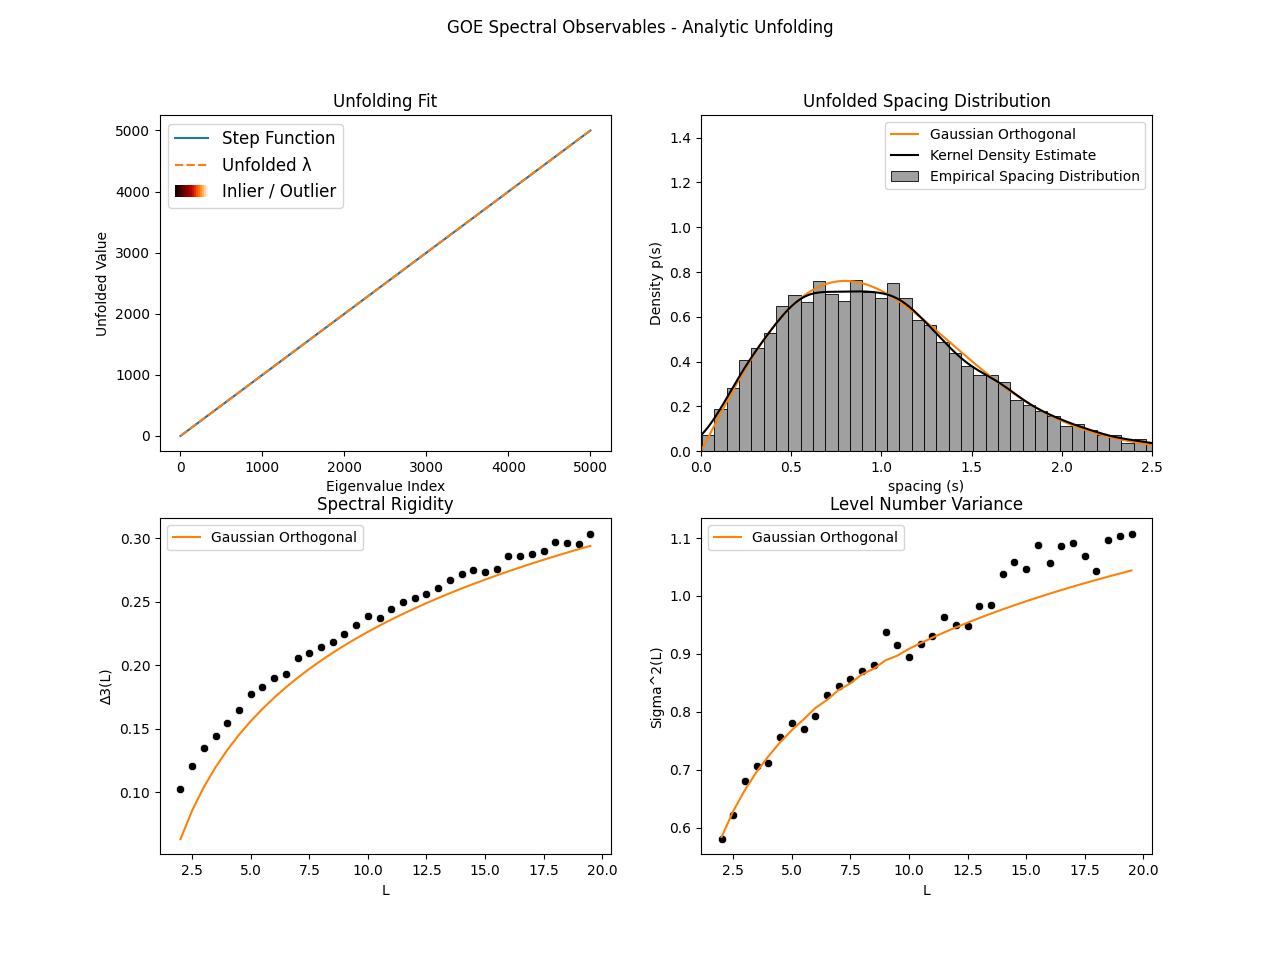 GOE Spectral Observables - Analytic Unfolding
Unfolding Fit
Step Function
Unfolded λ
Inlier / Outlier
Unfolded Value
5000
4000
3000
2000
1000
0
0 1000 2000 3000 4000 5000
Eigenvalue Index
Unfolded Spacing Distribution
Gaussian Orthogonal
Kernel Density Estimate
Empirical Spacing Distribution
Density p(s)
1.4
1.2
1.0
0.8
0.6
0.4
0.2
0.0
0.0 0.5 1.0 1.5 2.0 2.5
spacing (s)
Spectral Rigidity
Gaussian Orthogonal
Δ3(L)
0.30
0.25
0.20
0.15
0.10
2.5 5.0 7.5 10.0 12.5 15.0 17.5 20.0
L
Level Number Variance
Gaussian Orthogonal
Sigma^2(L)
1.1
1.0
0.9
0.8
0.7
0.6
2.5 5.0 7.5 10.0 12.5 15.0 17.5 20.0
L